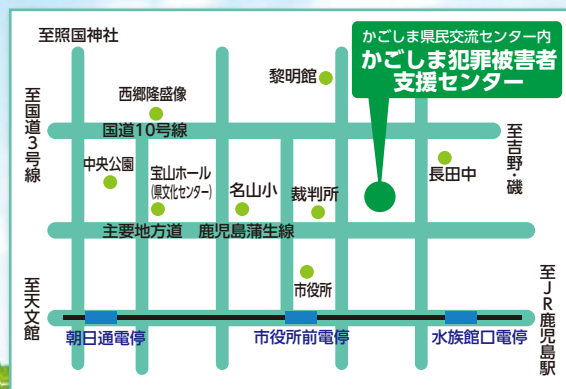 至照国神社
かごしま県民交流センター内
かごしま犯罪被害者
支援センター
黎明館
西郷隆盛像
国道10号線
至国道3号線
至吉野・磯
中央公園
宝山ホール
(県文化センター)
名山小
裁判所
長田中
主要地方道 鹿児島蒲生線
市役所
至天文館
至JR鹿児島駅
朝日通電停
市役所前電停
水族館口電停